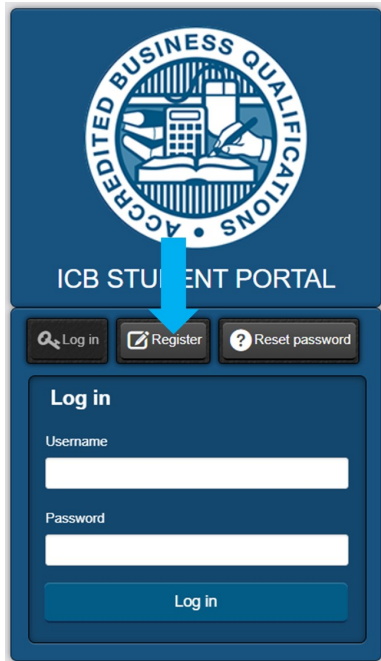 ACCREDITED BUSINESS QUALIFICATIONS
ICB STUDENT PORTAL
Log in
Register
Reset password
Log in
Username
Password
Log in